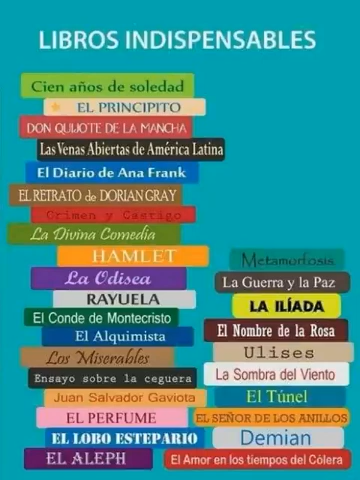 LIBROS INDISPENSABLES
Cien años de soledad
EL PRINCIPITO
DON QUIJOTE DE LA MANCHA
Las Venas Abiertas de América Latina
El Diario de Ana Frank
EL RETRATO de DORIAN GRAY
Crimen y Castigo
La Divina Comedia
HAMLET
La Odisea
RAYUELA
El Conde de Montecristo
El Alquimista
Los Miserables
Ensayo sobre la ceguera
Juan Salvador Gaviota
EL PERFUME
EL LOBO ESTEPARIO
EL ALEPH
Metamorfosis
La Guerra y la Paz
LA ILÍADA
El Nombre de la Rosa
Ulises
La Sombra del Viento
El Túnel
EL SEÑOR DE LOS ANILLOS
Demian
El Amor en los tiempos del Cólera